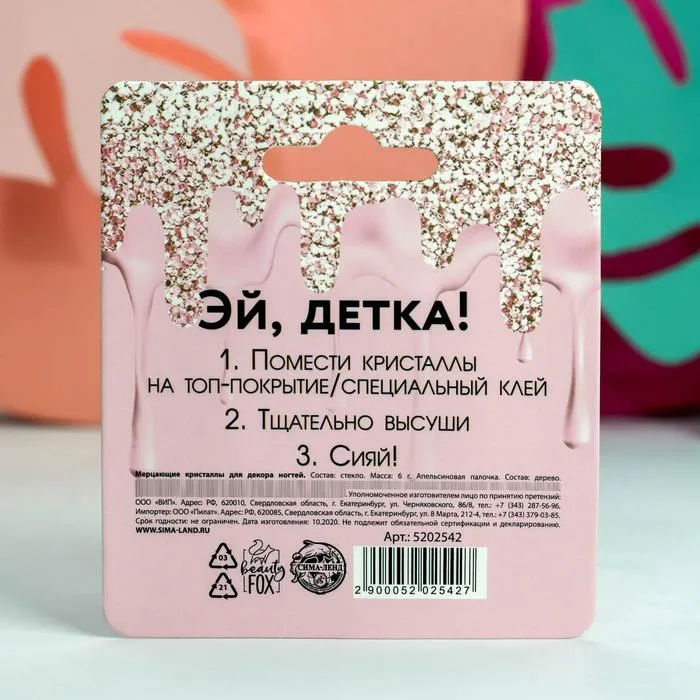 Эй, детка!
1. Помести кристаллы
на топ-покрытие/специальный клей
2. Тщательно высуши
3. Сияй!
Мерцающие кристаллы для декора ногтей. Состав: стекло. Масса: 6 г. Апельсиновая палочка. Состав: дерево.
Уполномоченное изготовителем лицо по принятию претензий:
ООО «ВИП». Адрес: РФ, 620010, Свердловская область, г. Екатеринбург, ул. Черняховского, 86/8, тел.: +7 (343) 287-56-96.
Импортер: ООО «Пилат». Адрес: РФ, 620085, Свердловская область, г. Екатеринбург, ул. 8 Марта, 212-4, тел.: +7 (343) 379-03-85.
Срок годности: не ограничен. Дата изготовления: 10.2020. Не подлежит обязательной сертификации и декларированию.
WWW.SIMA-LAND.RU
Арт.: 5202542
03
21
beauty
FOX
СИМА-ЛЕНД
2 900052 025427